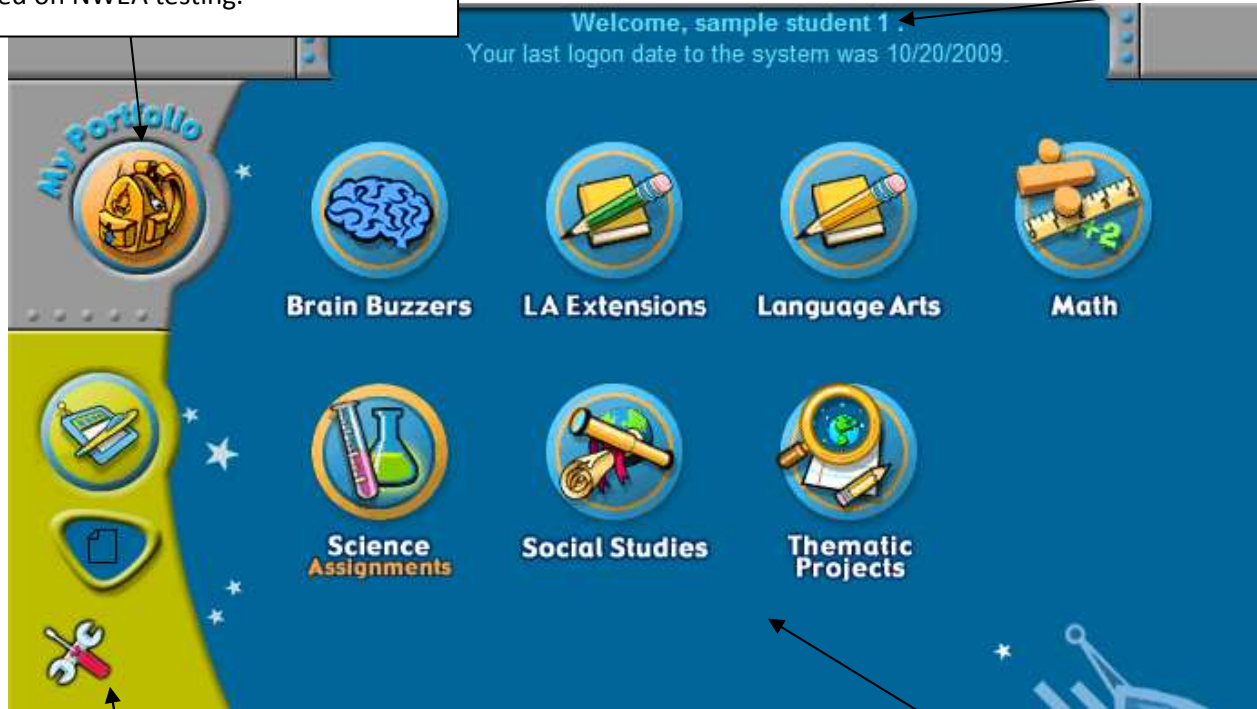 ed on NWEA testing.
Welcome, sample student 1 .
Your last logon date to the system was 10/20/2009.
My Portfolio
Brain Buzzers
LA Extensions
Language Arts
Math
Science
Assignments
Social Studies
Thematic
Projects